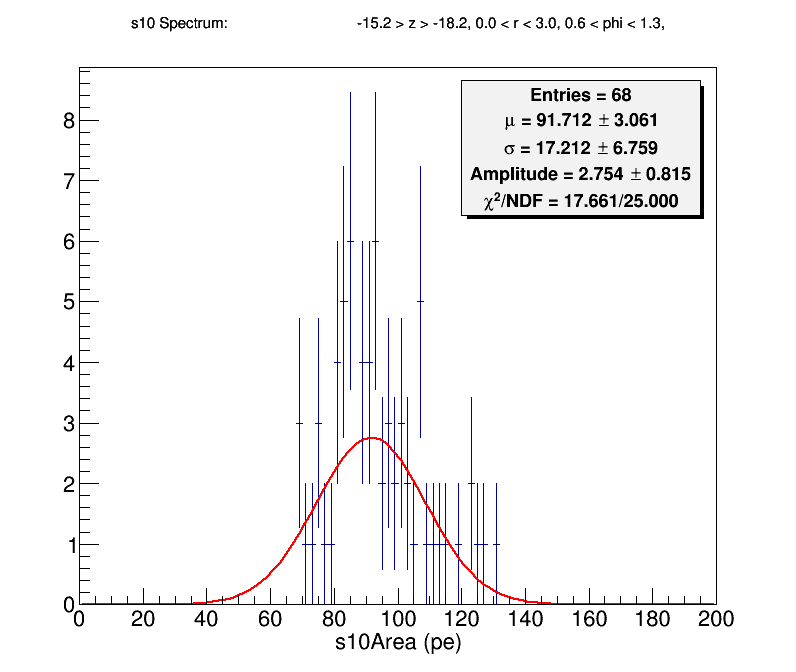 s10 Spectrum: -15.2 > z > -18.2, 0.0 < r < 3.0, 0.6 < phi < 1.3,
Entries = 68
μ = 91.712 ± 3.061
σ = 17.212 ± 6.759
Amplitude = 2.754 ± 0.815
χ²/NDF = 17.661/25.000
8
7
6
5
4
3
2
1
0
0 20 40 60 80 100 120 140 160 180 200
s10Area (pe)